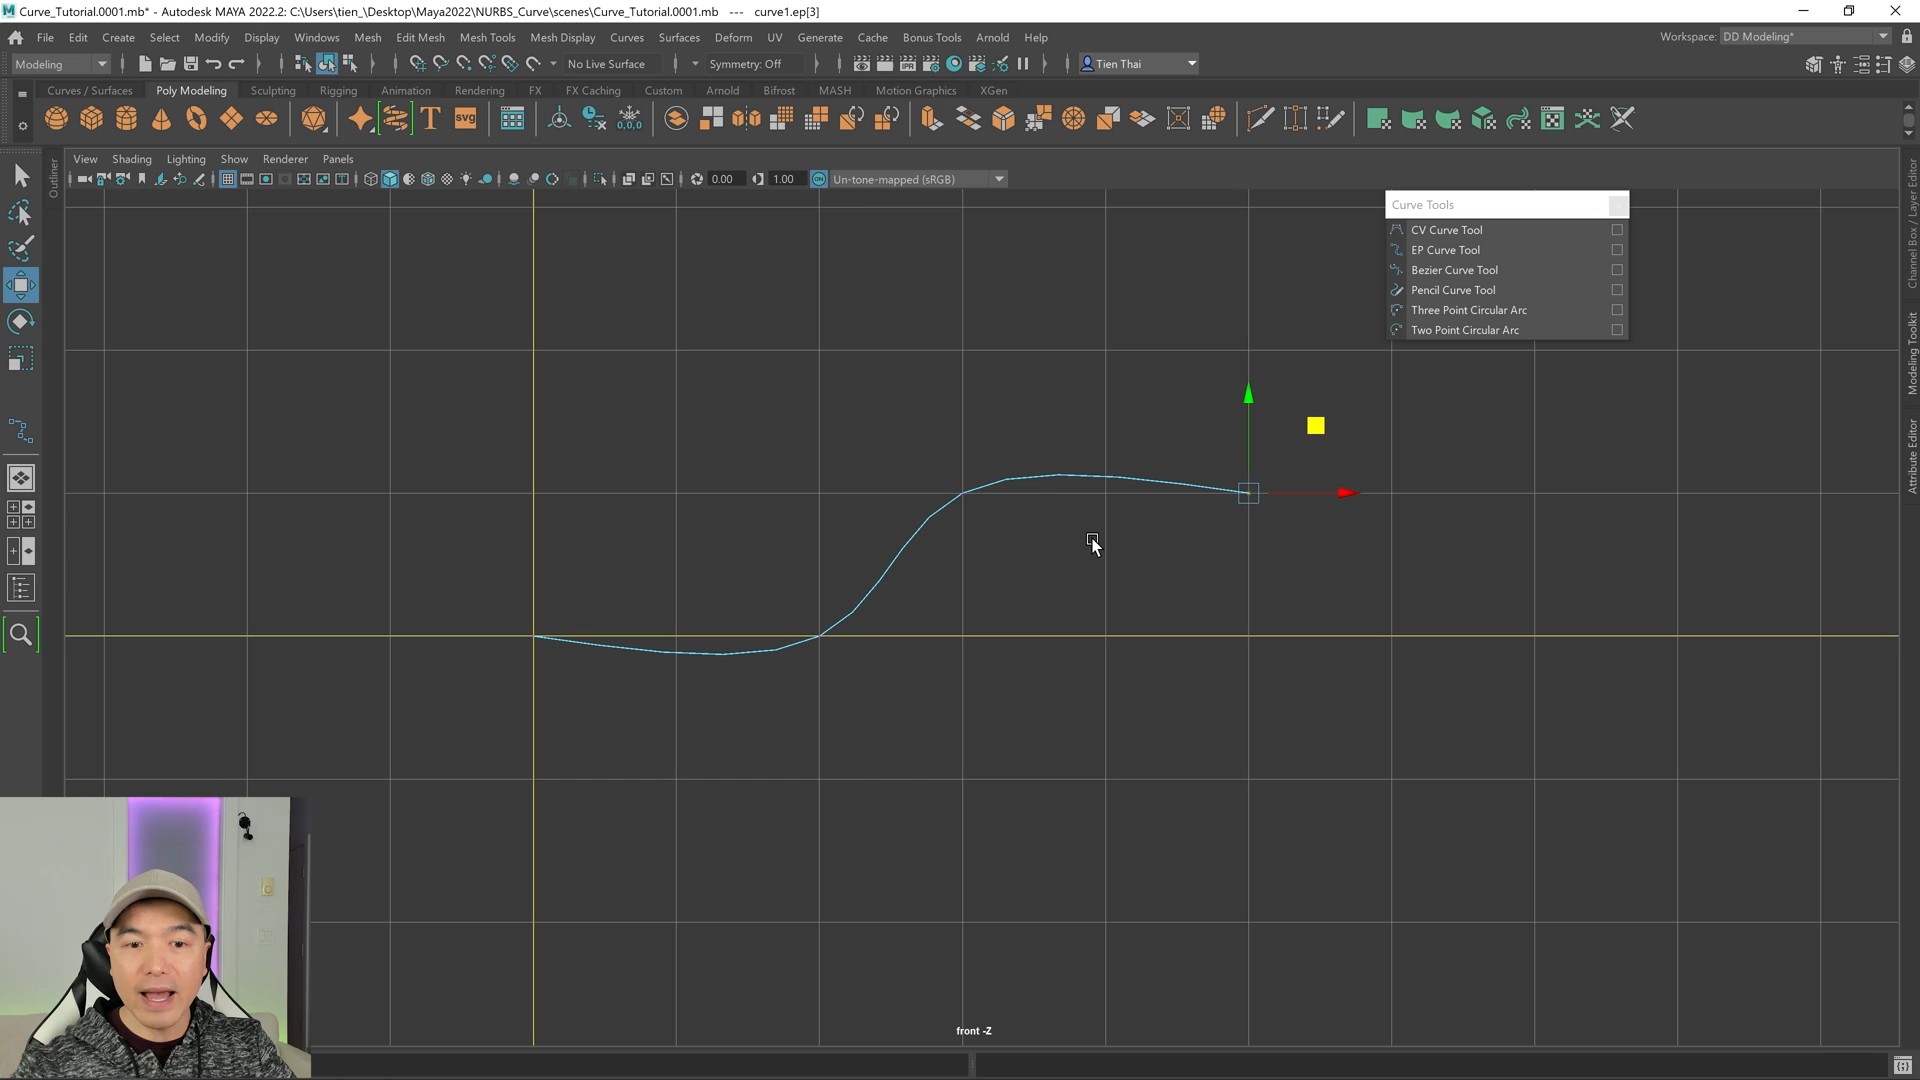 Curve_Tutorial.0001.mb* - Autodesk MAYA 2022.2: C:\Users\tien_\Desktop\Maya2022\NURBS_Curve\scenes\Curve_Tutorial.0001.mb --- curve1.ep[3]
File Edit Create Select Modify Display Windows Mesh Edit Mesh Mesh Tools Mesh Display Curves Surfaces Deform UV Generate Cache Bonus Tools Arnold Help
Workspace: DD Modeling*
Modeling No Live Surface Symmetry: Off Tien Thai
Curves / Surfaces Poly Modeling Sculpting Rigging Animation Rendering FX FX Caching Custom Arnold Bifrost MASH Motion Graphics XGen
T SVG 0,0,0
View Shading Lighting Show Renderer Panels
0.00 1.00 ON Un-tone-mapped (sRGB)
Outliner
Curve Tools
CV Curve Tool
EP Curve Tool
Bezier Curve Tool
Pencil Curve Tool
Three Point Circular Arc
Two Point Circular Arc
Channel Box / Layer Editor
Modeling Toolkit
Attribute Editor
front -Z